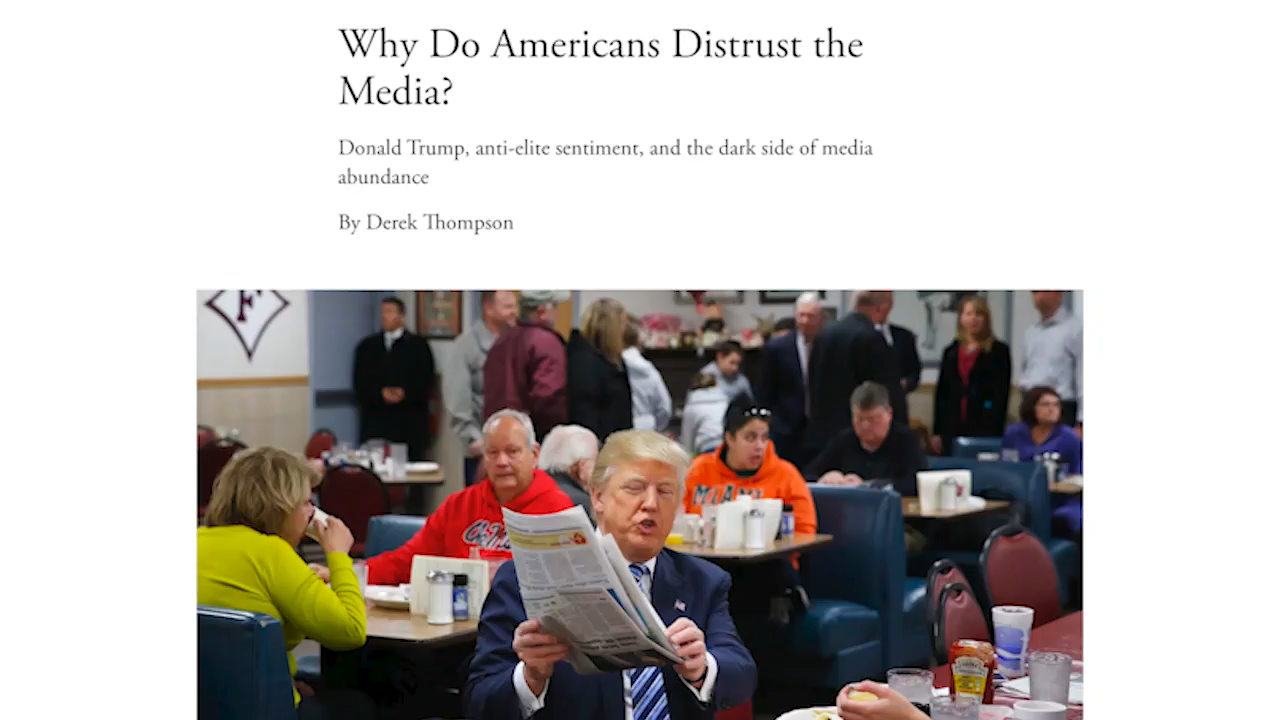 Why Do Americans Distrust the
Media?
Donald Trump, anti-elite sentiment, and the dark side of media
abundance
By Derek Thompson
F
MIAMI